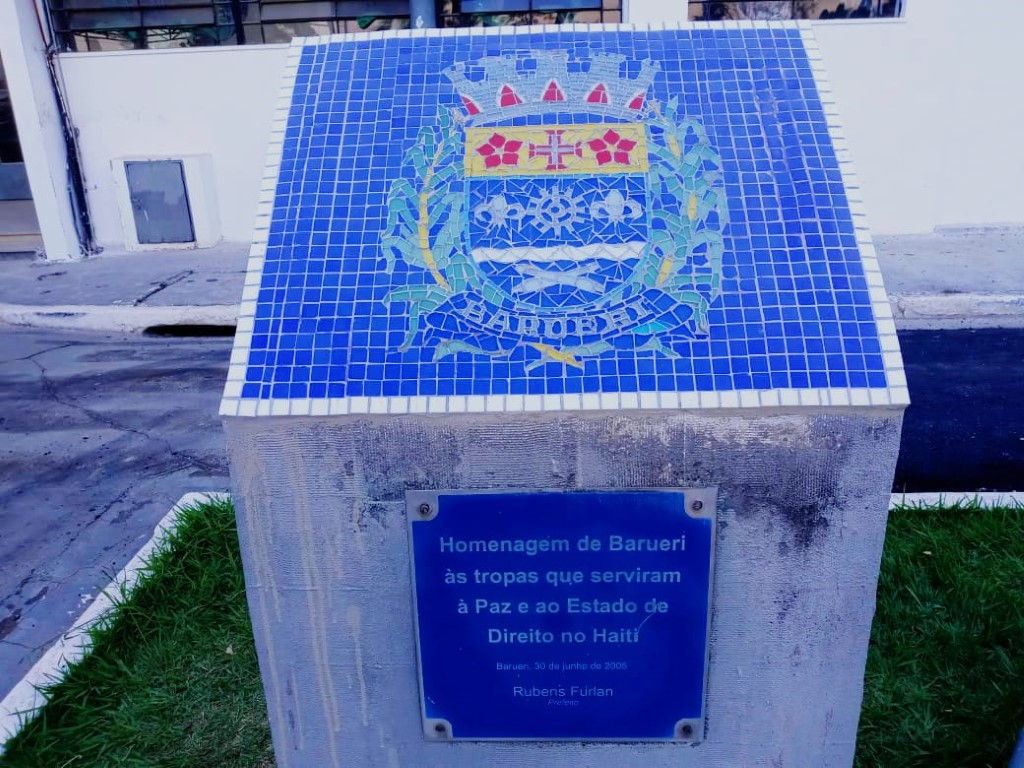 BARUERI
Homenagem de Barueri
às tropas que serviram
à Paz e ao Estado de
Direito no Haiti
Barueri, 30 de junho de 2006
Rubens Furlan
Prefeito